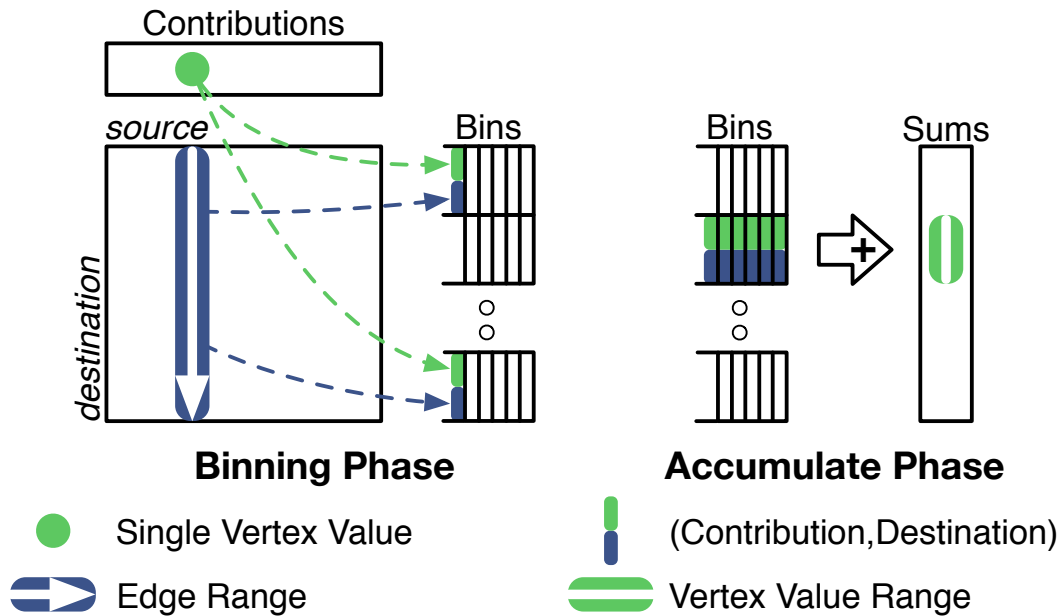 Contributions
source
Bins
Bins
Sums
destination
+
Binning Phase
Accumulate Phase
Single Vertex Value
(Contribution,Destination)
Edge Range
Vertex Value Range